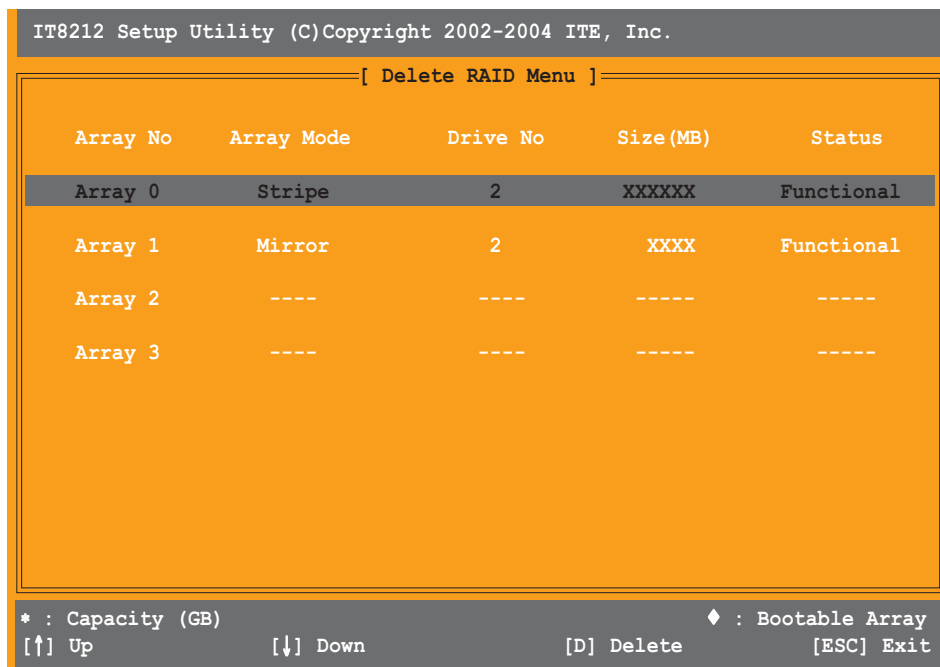 IT8212 Setup Utility (C)Copyright 2002-2004 ITE, Inc.
[ Delete RAID Menu ]
Array No Array Mode Drive No Size(MB) Status
Array 0 Stripe 2 XXXXXX Functional
Array 1 Mirror 2 XXXX Functional
Array 2 ---- ---- ----- -----
Array 3 ---- ---- ----- -----
* : Capacity (GB) ♦ : Bootable Array
[↑] Up [↓] Down [D] Delete [ESC] Exit